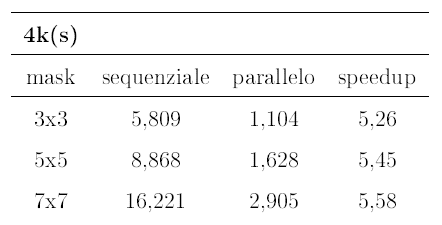 4k(s)
mask sequenziale parallelo speedup
3x3 5,809 1,104 5,26
5x5 8,868 1,628 5,45
7x7 16,221 2,905 5,58